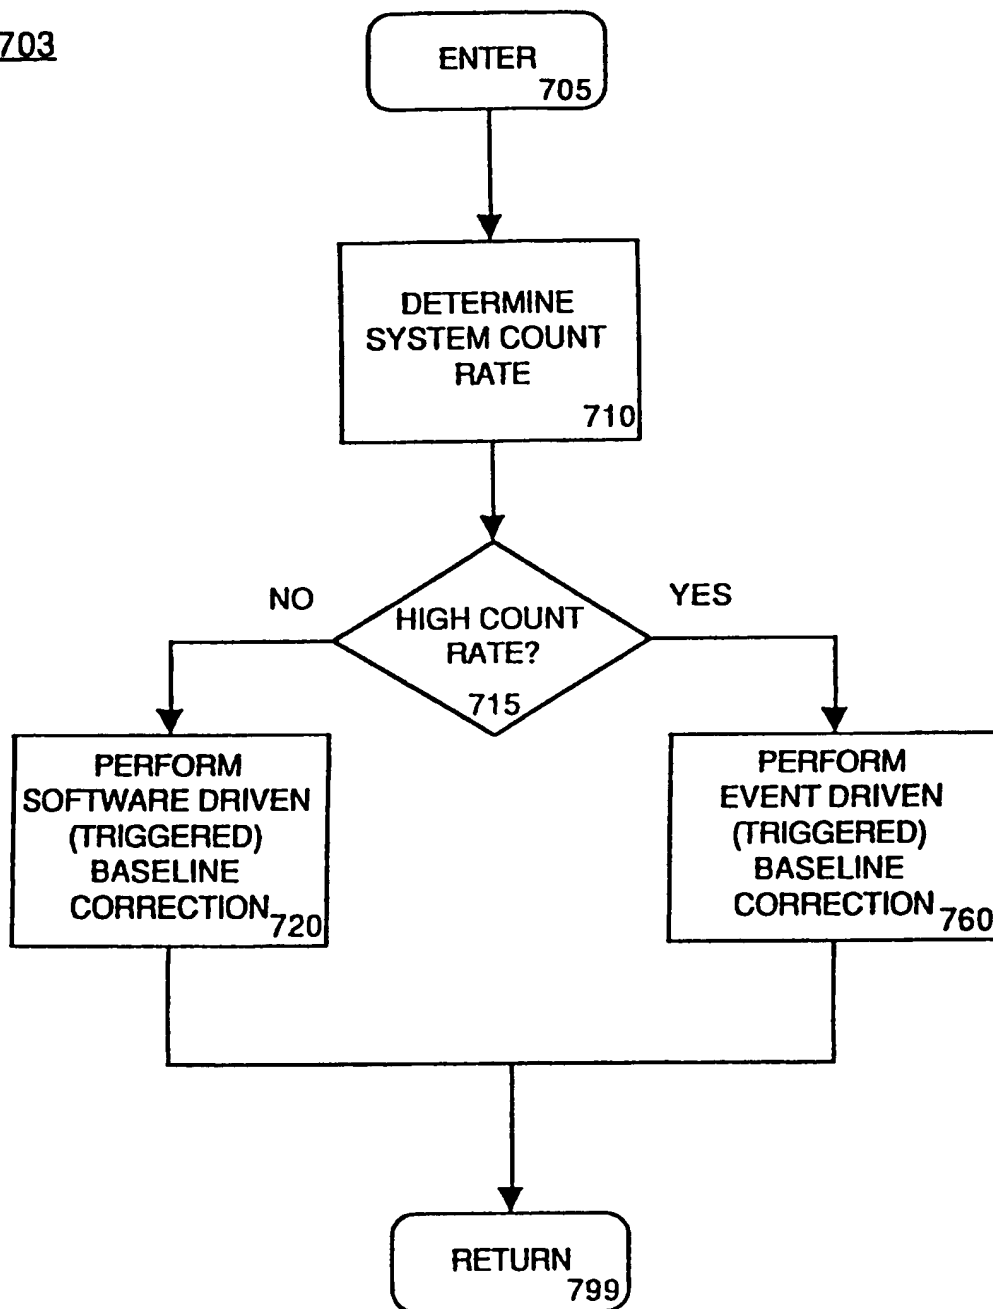 703
ENTER
705
DETERMINE
SYSTEM COUNT
RATE
710
HIGH COUNT
RATE?
715
NO
YES
PERFORM
SOFTWARE DRIVEN
(TRIGGERED)
BASELINE
CORRECTION
720
PERFORM
EVENT DRIVEN
(TRIGGERED)
BASELINE
CORRECTION
760
RETURN
799